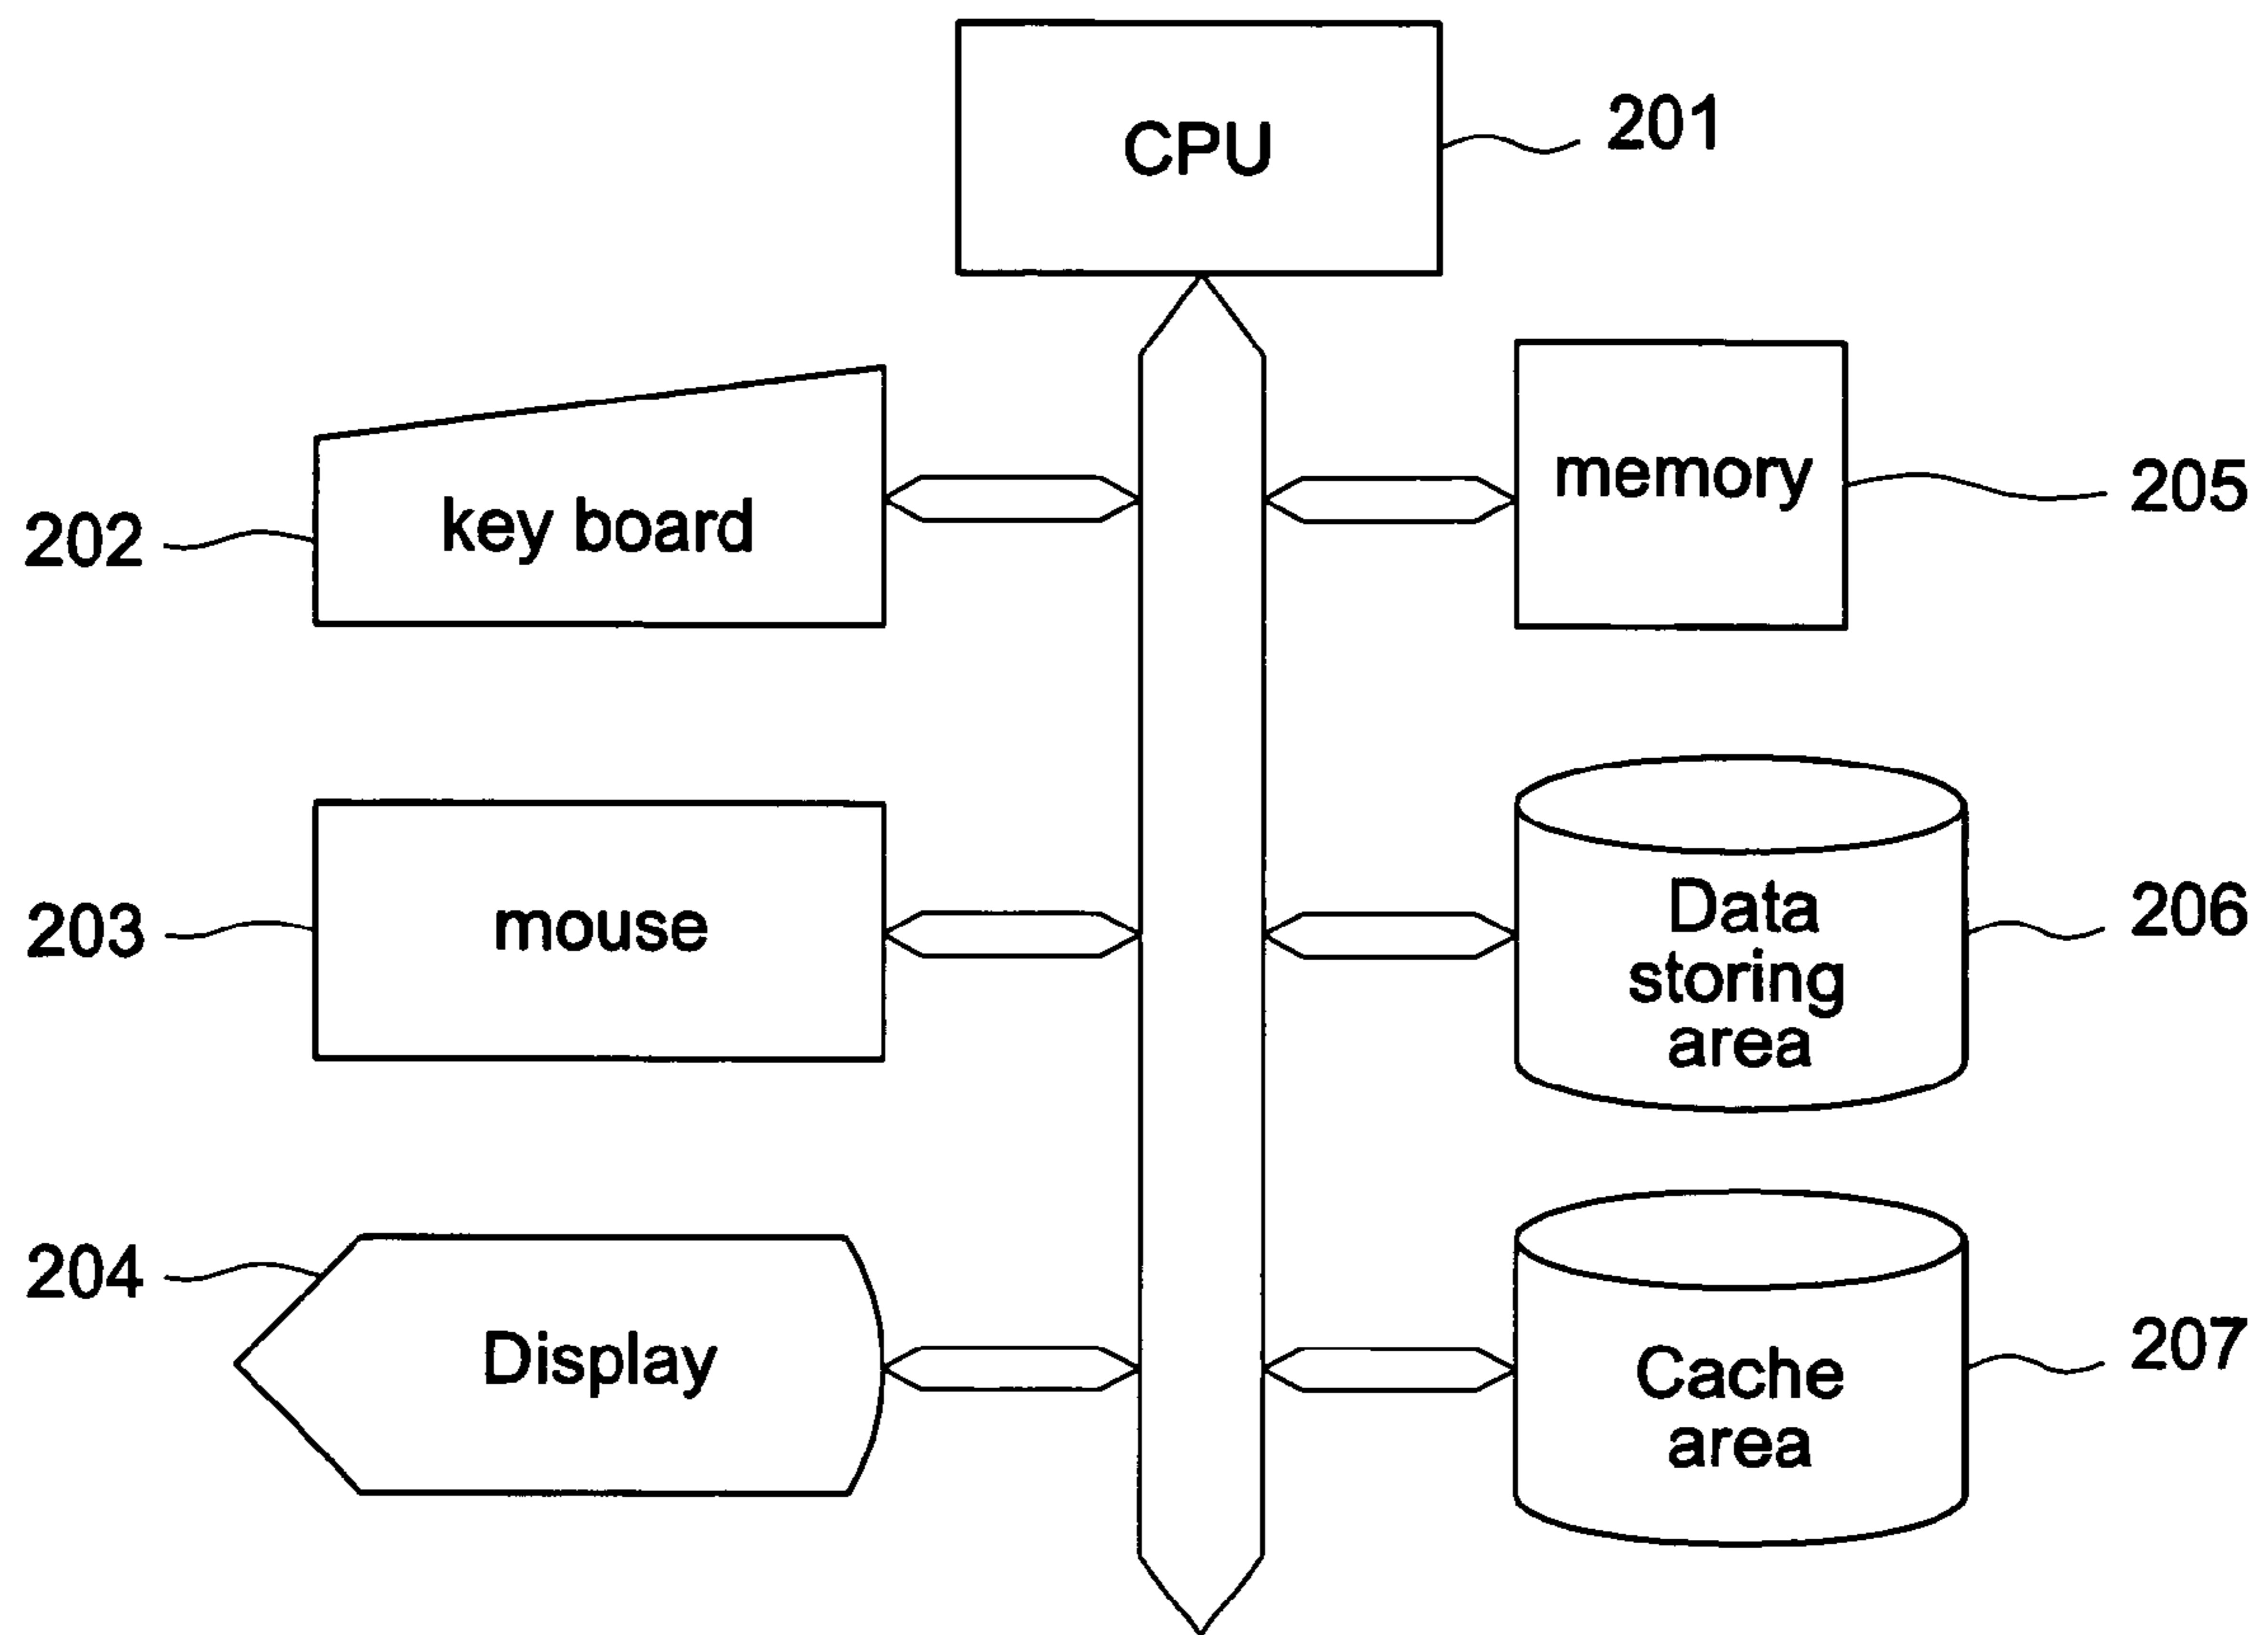 CPU
201
key board
202
memory
205
mouse
203
Data
storing
area
206
204
Display
Cache
area
207